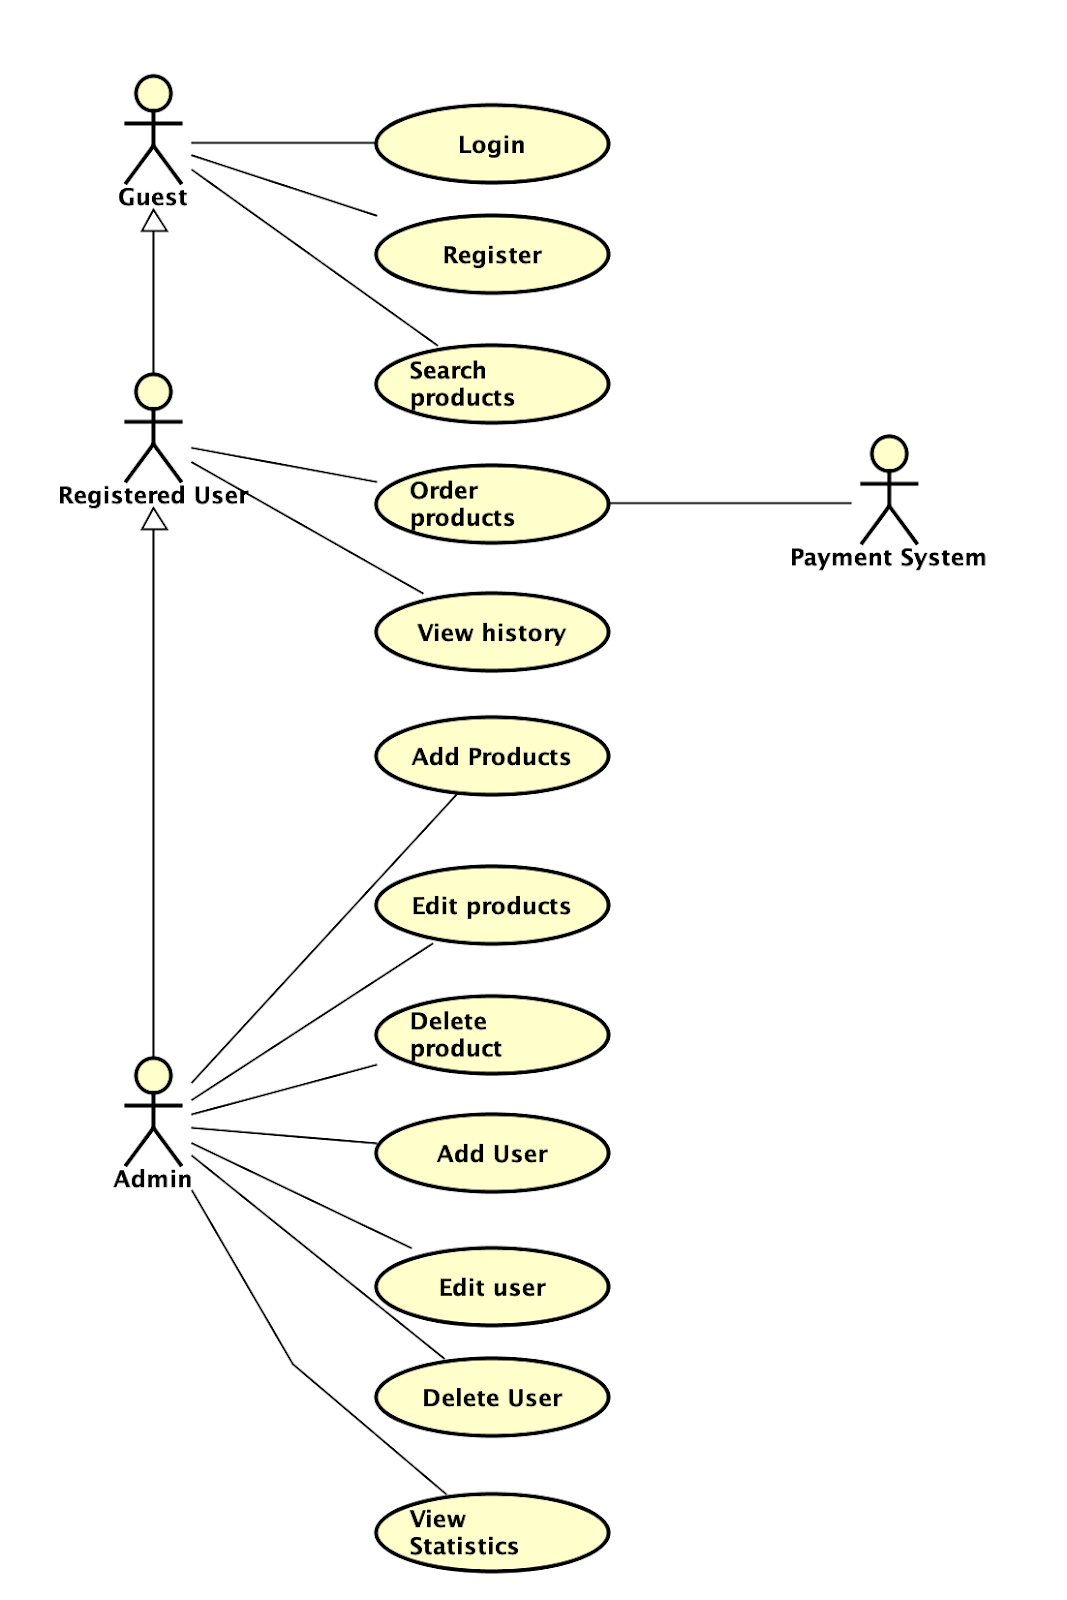 Guest
Login
Register
Search
products
Registered User
Order
products
Payment System
View history
Add Products
Edit products
Delete
product
Admin
Add User
Edit user
Delete User
View
Statistics